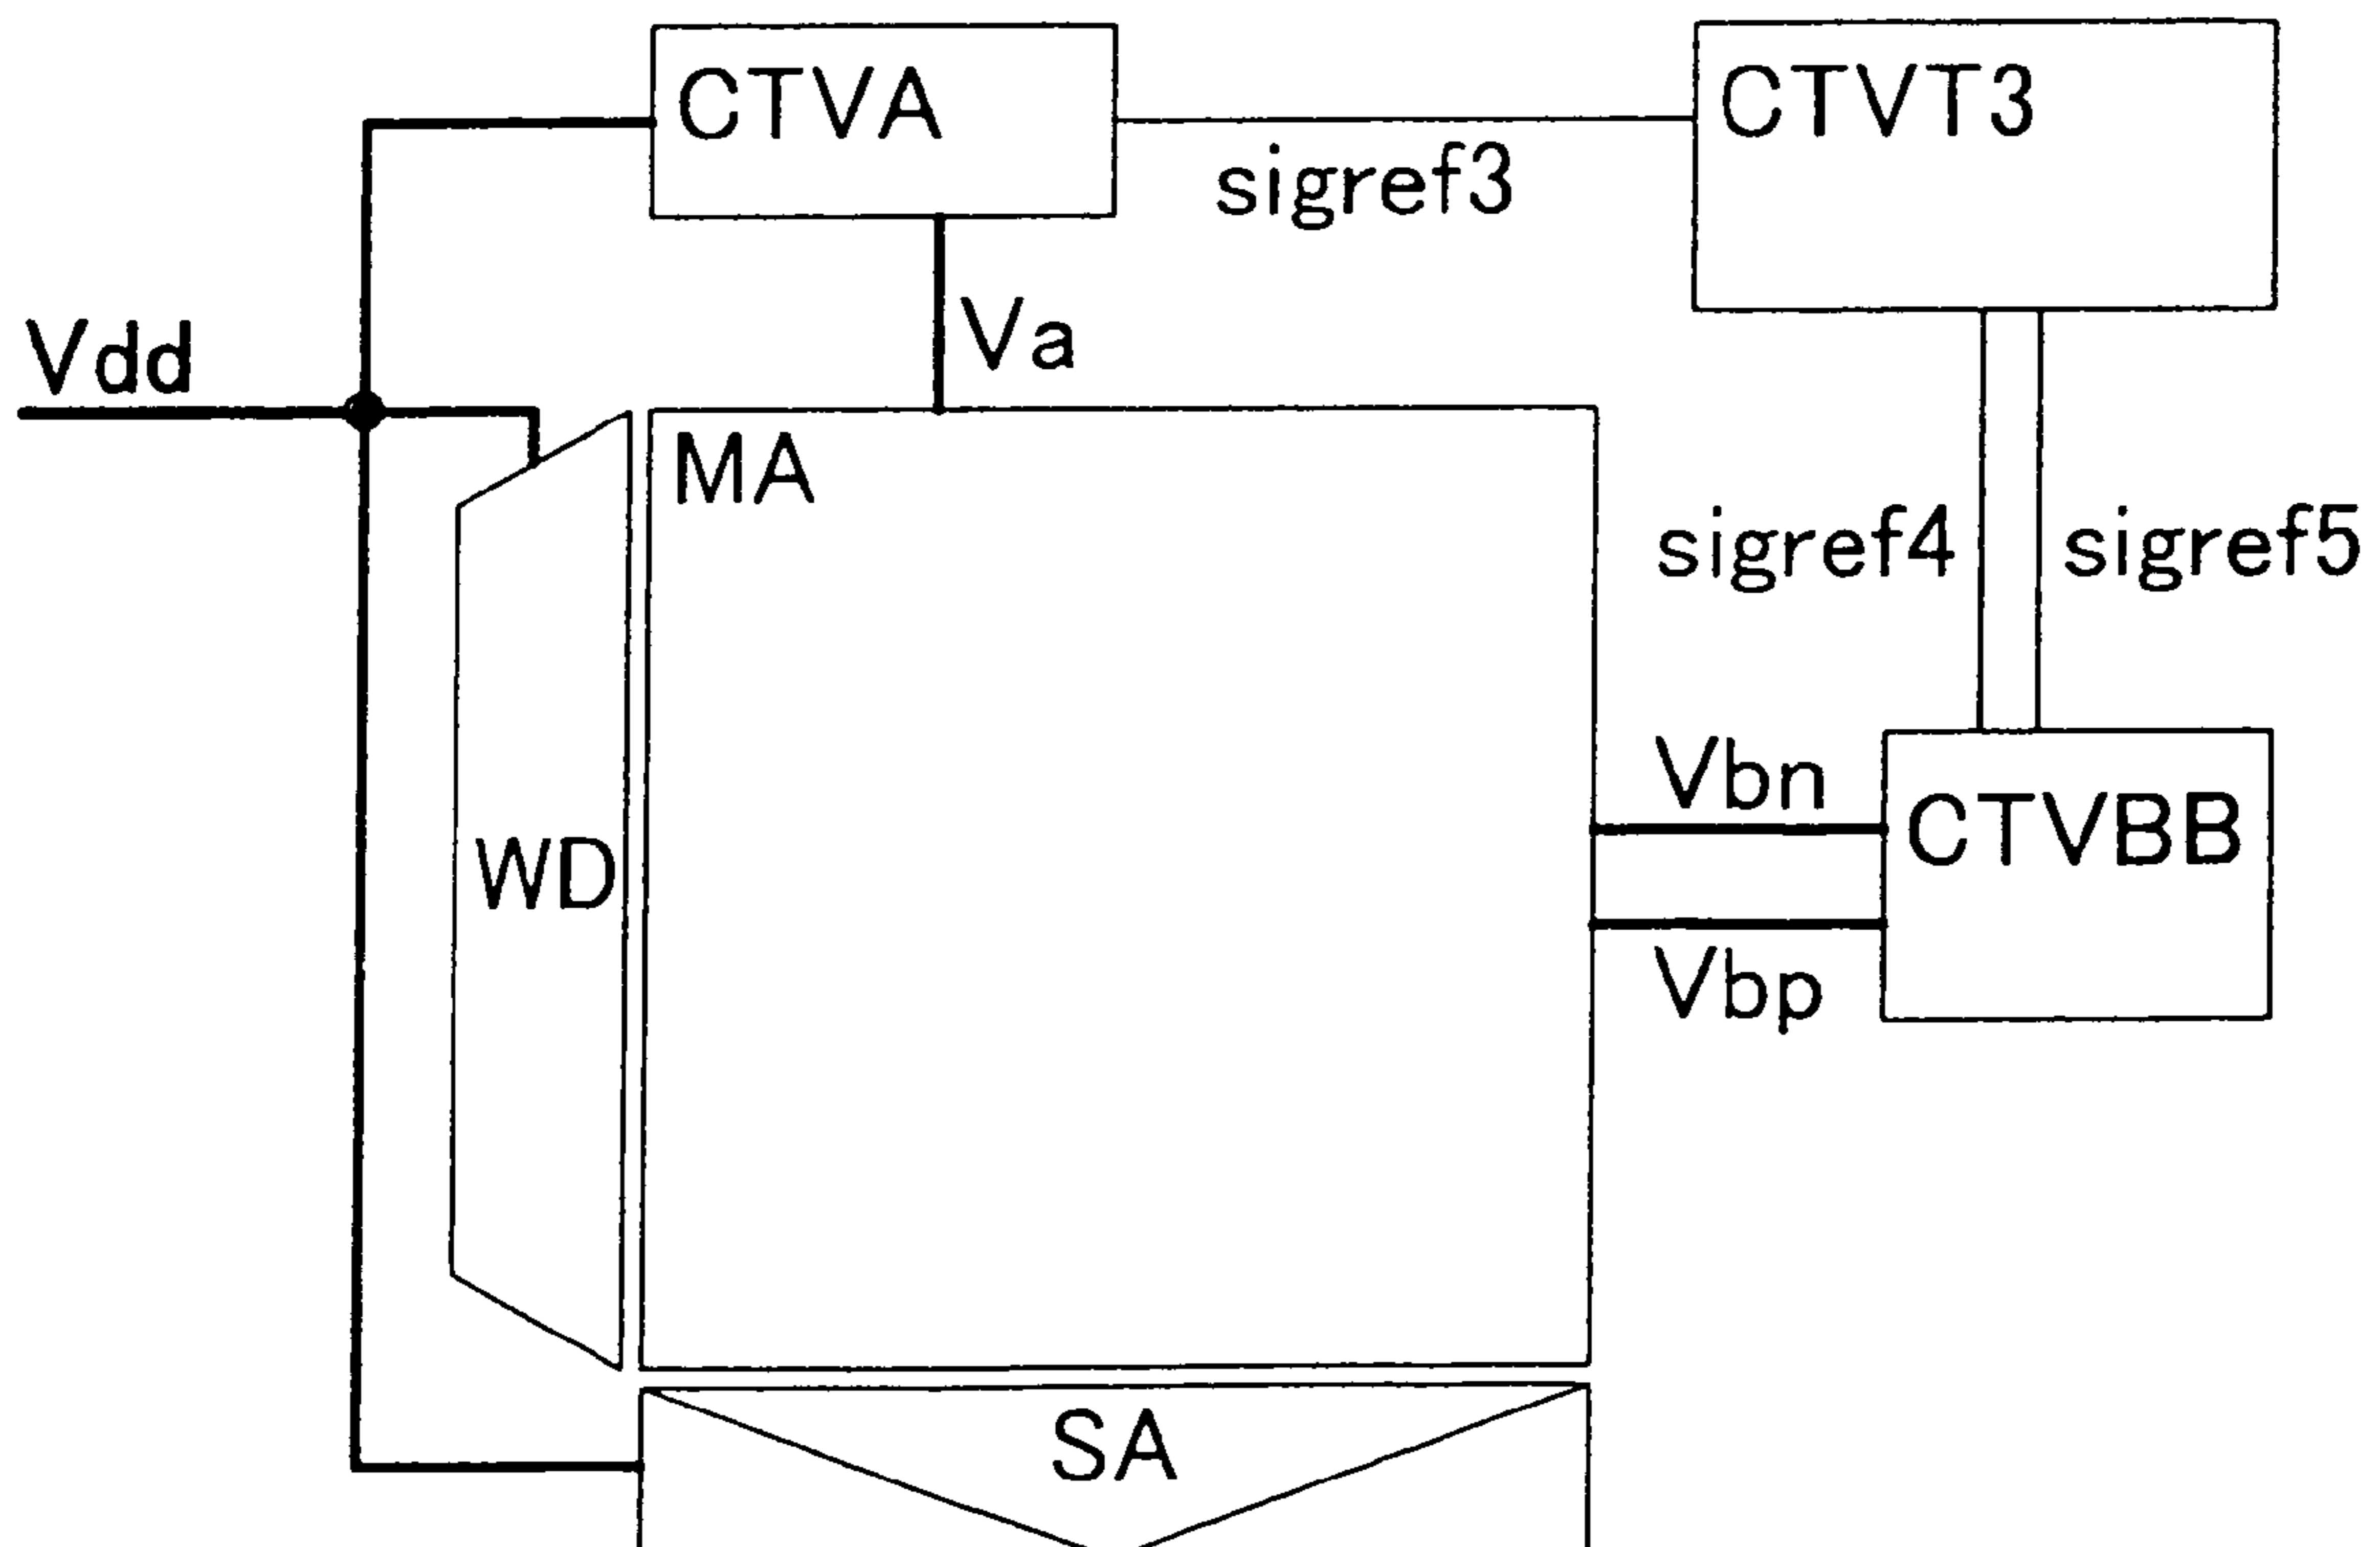 CTVA
CTVT3
sigref3
Vdd
Va
MA
sigref4
sigref5
Vbn
CTVBB
WD
Vbp
SA